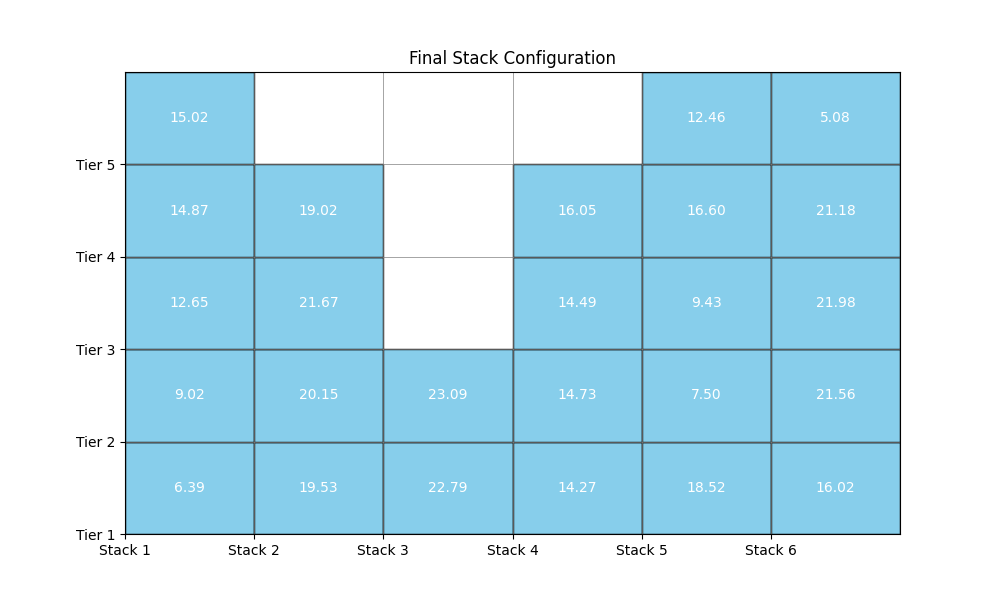 Final Stack Configuration
15.02 12.46 5.08
Tier 5
14.87 19.02 16.05 16.60 21.18
Tier 4
12.65 21.67 14.49 9.43 21.98
Tier 3
9.02 20.15 23.09 14.73 7.50 21.56
Tier 2
6.39 19.53 22.79 14.27 18.52 16.02
Tier 1
Stack 1 Stack 2 Stack 3 Stack 4 Stack 5 Stack 6